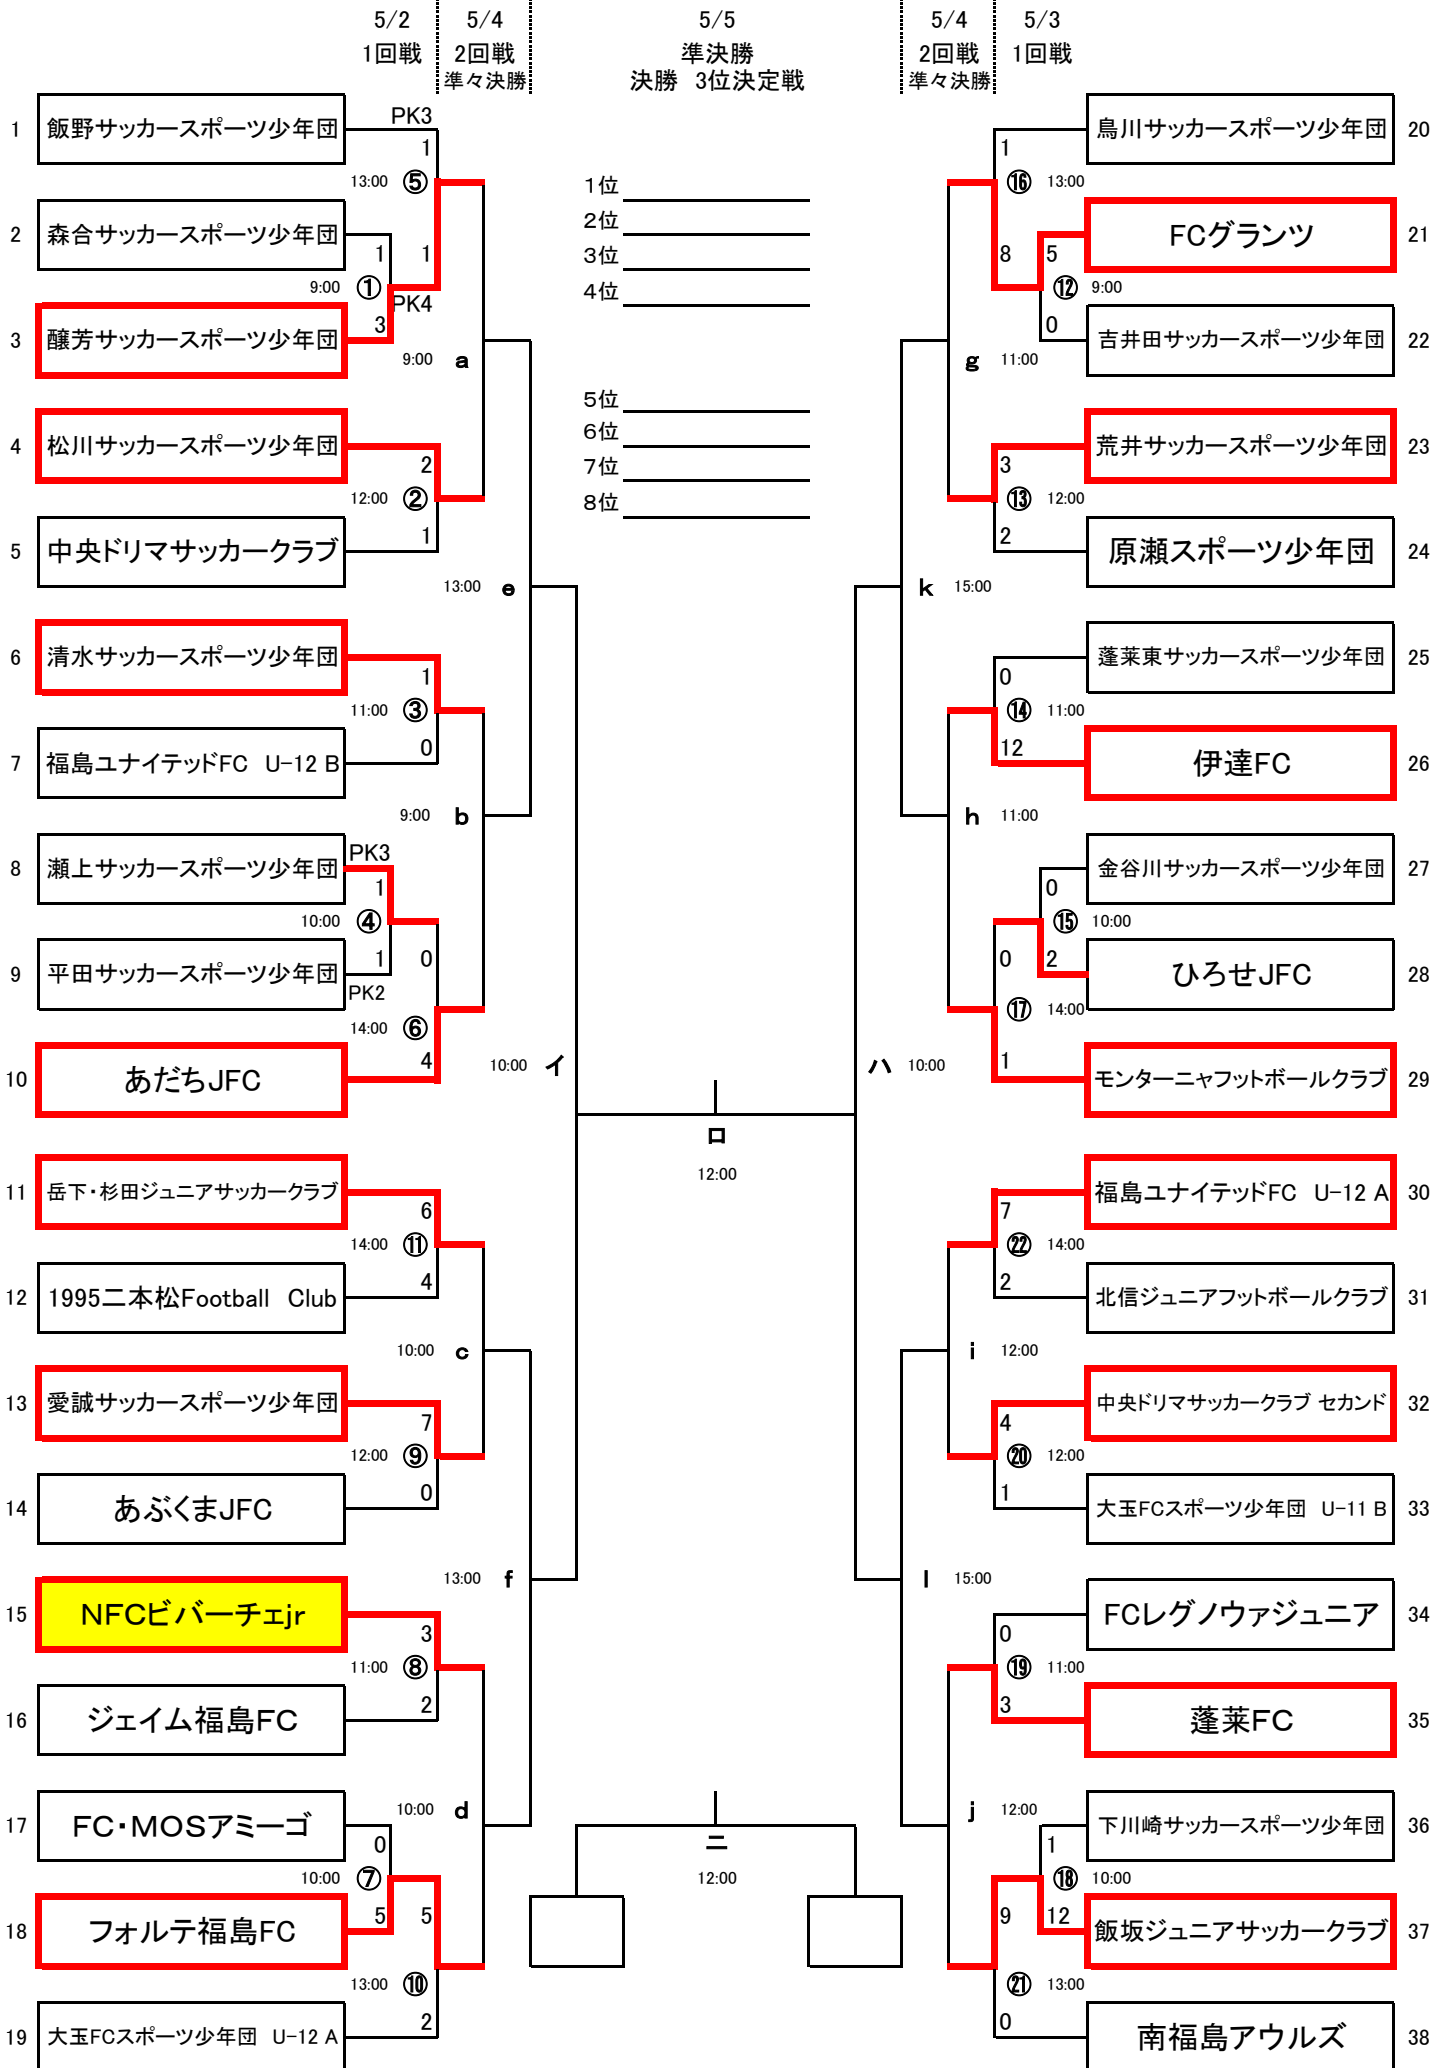 5/2 5/4 5/5 5/4 5/3
1回戦 2回戦 準決勝 2回戦 1回戦
準々決勝 決勝 3位決定戦 準々決勝
1 飯野サッカースポーツ少年団 PK3
1
13:00 ⑤
2 森合サッカースポーツ少年団
1 1
9:00 ①
PK4
3 醸芳サッカースポーツ少年団 3
9:00 a
4 松川サッカースポーツ少年団
2
12:00 ②
5 中央ドリマサッカークラブ 1
13:00 e
6 清水サッカースポーツ少年団
1
11:00 ③
7 福島ユナイテッドFC U-12 B 0
9:00 b
8 瀬上サッカースポーツ少年団 PK3
1
10:00 ④
9 平田サッカースポーツ少年団 1 0
PK2
14:00 ⑥
10 あだちJFC 4
10:00 イ
11 岳下・杉田ジュニアサッカークラブ
6
14:00 ⑪
12 1995二本松Football Club 4
10:00 c
13 愛誠サッカースポーツ少年団
7
12:00 ⑨
14 あぶくまJFC 0
13:00 f
15 NFCビバーチェjr
3
11:00 ⑧
16 ジェイム福島FC 2
10:00 d
17 FC・MOSアミーゴ
0
10:00 ⑦
18 フォルテ福島FC 5 5
13:00 ⑩
19 大玉FCスポーツ少年団 U-12 A 2
1位
2位
3位
4位
5位
6位
7位
8位
ロ
12:00
ニ
12:00
鳥川サッカースポーツ少年団 20
1
⑯ 13:00
FCグランツ 21
8 5
⑫ 9:00
0 吉井田サッカースポーツ少年団 22
g 11:00
荒井サッカースポーツ少年団 23
3
⑬ 12:00
2 原瀬スポーツ少年団 24
k 15:00
蓬莱東サッカースポーツ少年団 25
0
⑭ 11:00
12 伊達FC 26
h 11:00
金谷川サッカースポーツ少年団 27
0
⑮ 10:00
0 2 ひろせJFC 28
⑰ 14:00
1 モンターニャフットボールクラブ 29
ハ 10:00
福島ユナイテッドFC U-12 A 30
7
㉒ 14:00
2 北信ジュニアフットボールクラブ 31
i 12:00
中央ドリマサッカークラブ セカンド 32
4
⑳ 12:00
1 大玉FCスポーツ少年団 U-11 B 33
l 15:00
FCレグノヴァジュニア 34
0
⑲ 11:00
3 蓬莱FC 35
j 12:00
下川崎サッカースポーツ少年団 36
1
⑱ 10:00
9 12 飯坂ジュニアサッカークラブ 37
㉑ 13:00
0 南福島アウルズ 38